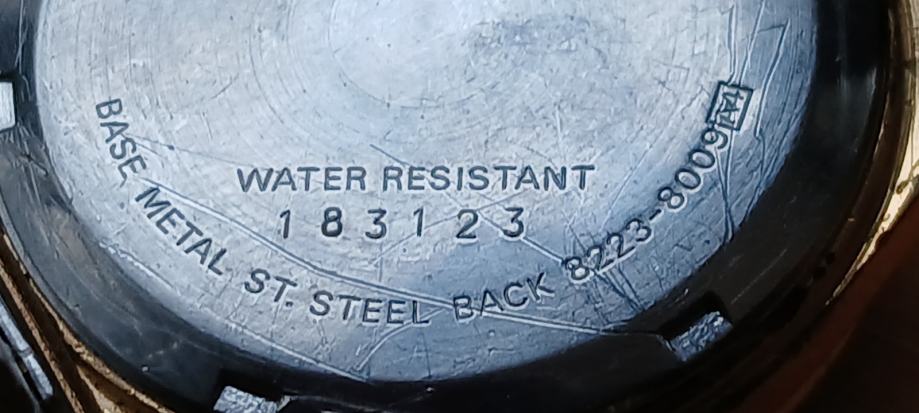 WATER RESISTANT
183123
BASE METAL ST. STEEL BACK 8223-8009